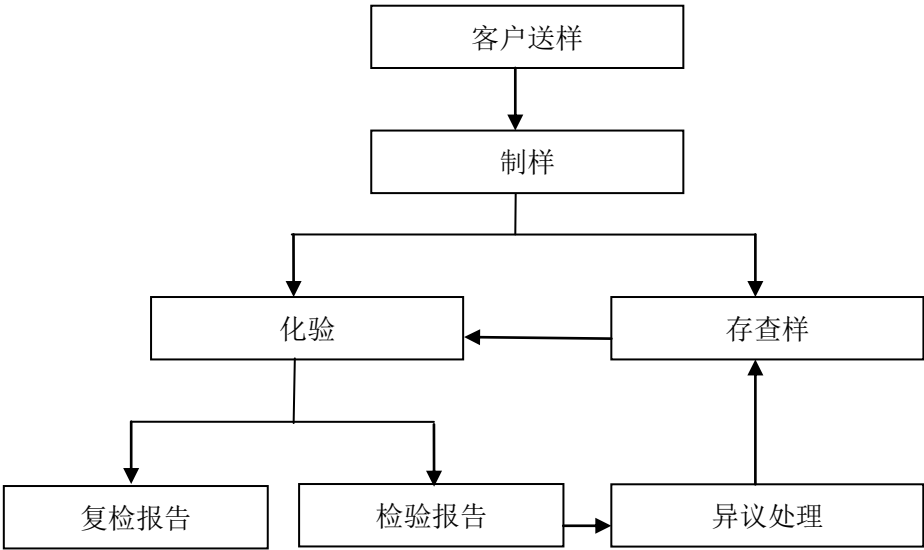 客户送样
制样
化验
存查样
复检报告
检验报告
异议处理